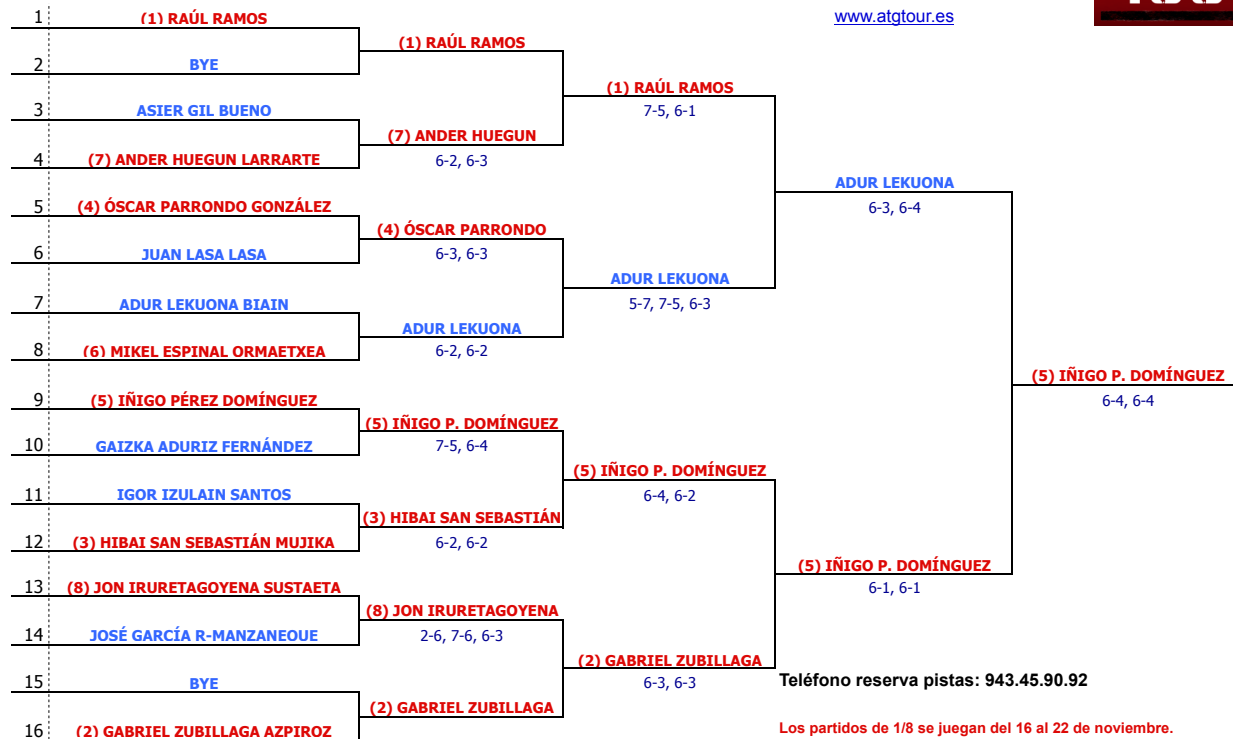 www.atgtour.es
1 (1) RAÚL RAMOS
2 BYE
3 ASIER GIL BUENO
4 (7) ANDER HUEGUN LARRARTE
5 (4) ÓSCAR PARRONDO GONZÁLEZ
6 JUAN LASA LASA
7 ADUR LEKUONA BIAIN
8 (6) MIKEL ESPINAL ORMAETXEA
9 (5) IÑIGO PÉREZ DOMÍNGUEZ
10 GAIZKA ADURIZ FERNÁNDEZ
11 IGOR IZULAIN SANTOS
12 (3) HIBAI SAN SEBASTIÁN MUJIKA
13 (8) JON IRURETAGOYENA SUSTAETA
14 JOSÉ GARCÍA R-MANZANEQUE
15 BYE
16 (2) GABRIEL ZUBILLAGA AZPIROZ
(1) RAÚL RAMOS
(7) ANDER HUEGUN
6-2, 6-3
(4) ÓSCAR PARRONDO
6-3, 6-3
ADUR LEKUONA
6-2, 6-2
(5) IÑIGO P. DOMÍNGUEZ
7-5, 6-4
(3) HIBAI SAN SEBASTIÁN
6-2, 6-2
(8) JON IRURETAGOYENA
2-6, 7-6, 6-3
(2) GABRIEL ZUBILLAGA
(1) RAÚL RAMOS
7-5, 6-1
ADUR LEKUONA
5-7, 7-5, 6-3
(5) IÑIGO P. DOMÍNGUEZ
6-4, 6-2
(2) GABRIEL ZUBILLAGA
6-3, 6-3
ADUR LEKUONA
6-3, 6-4
(5) IÑIGO P. DOMÍNGUEZ
6-1, 6-1
(5) IÑIGO P. DOMÍNGUEZ
6-4, 6-4
Teléfono reserva pistas: 943.45.90.92
Los partidos de 1/8 se juegan del 16 al 22 de noviembre.